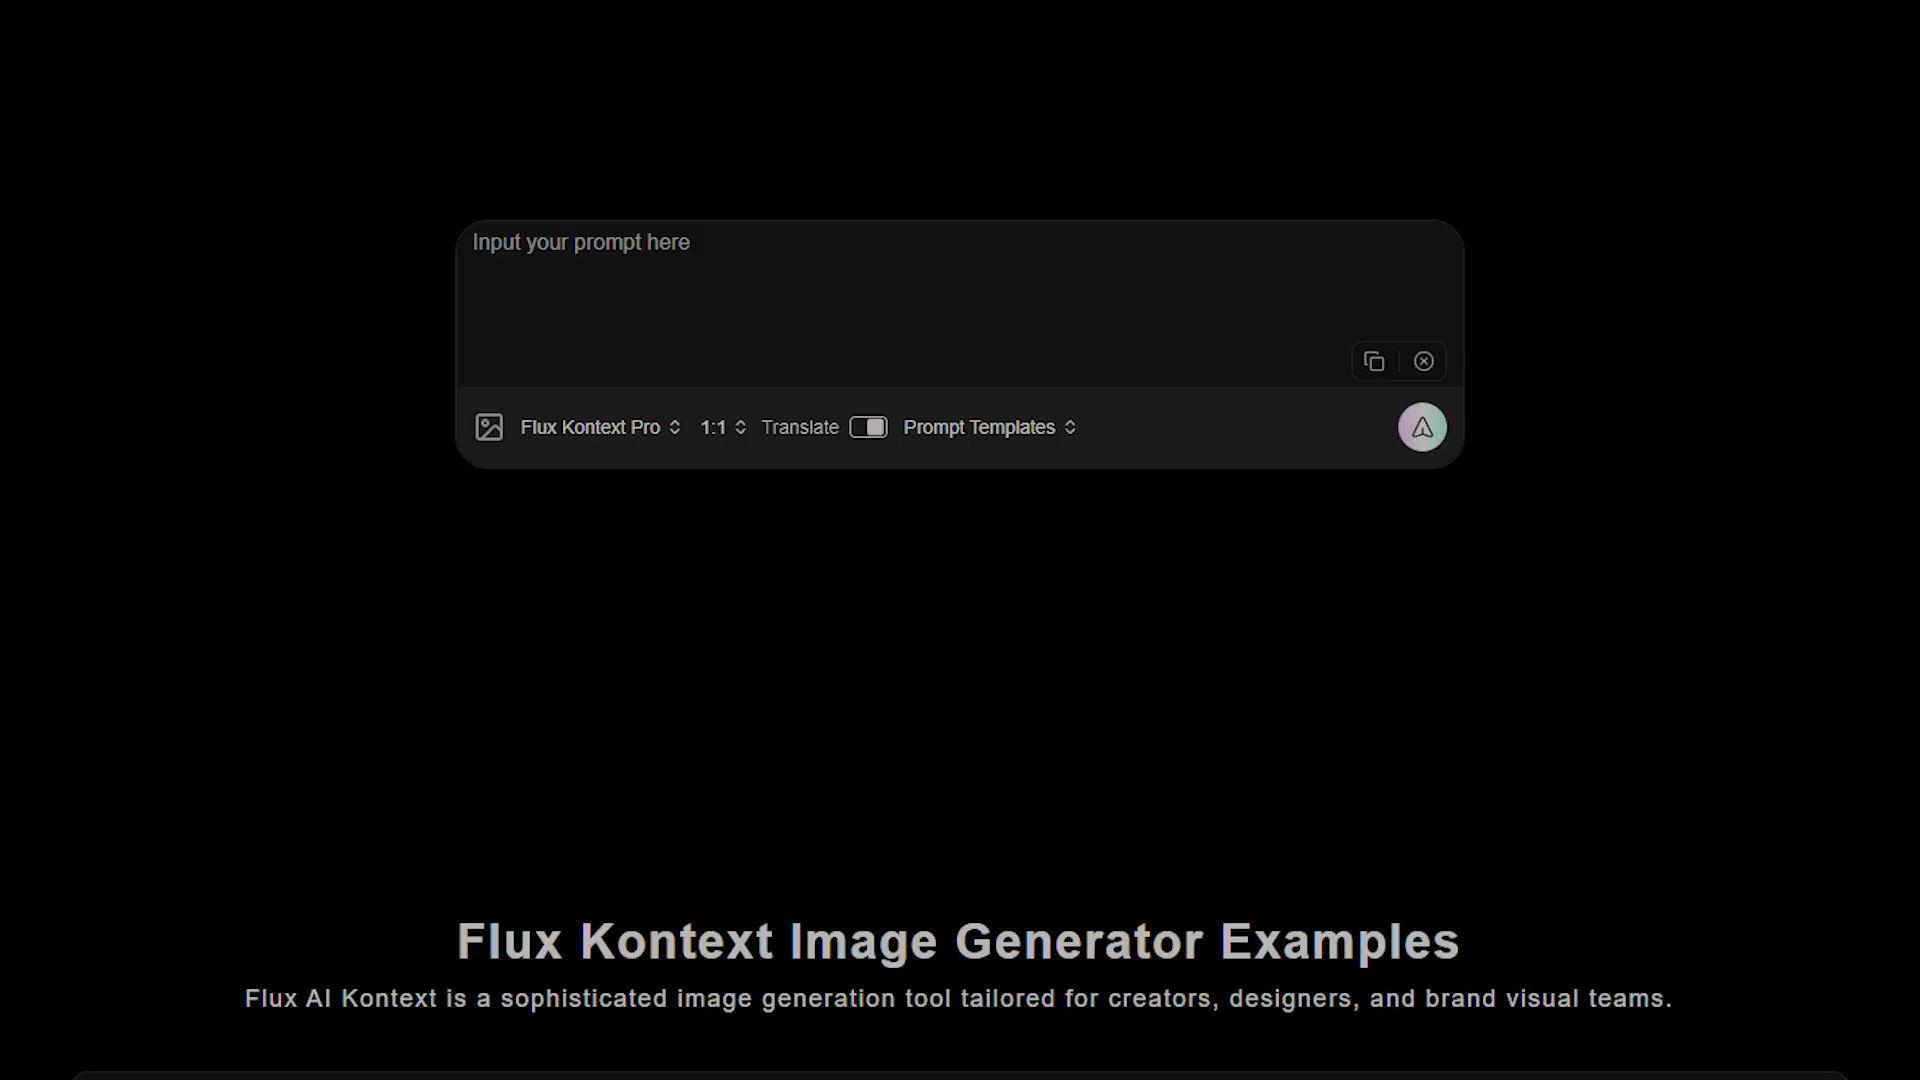 Input your prompt here
Flux Kontext Pro 1:1 Translate Prompt Templates
Flux Kontext Image Generator Examples
Flux AI Kontext is a sophisticated image generation tool tailored for creators, designers, and brand visual teams.